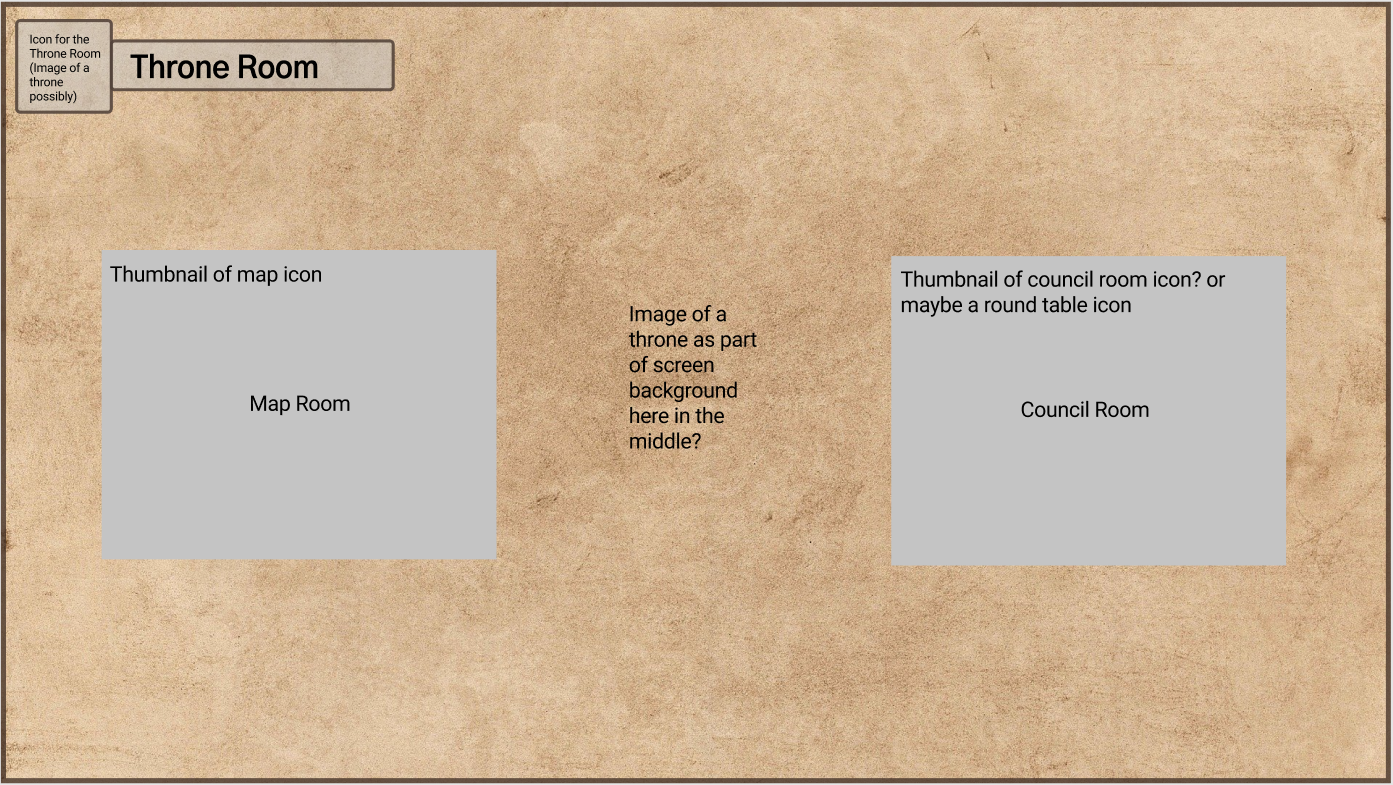 Icon for the
Throne Room
(Image of a
throne
possibly)
Throne Room
Thumbnail of map icon
Map Room
Image of a
throne as part
of screen
background
here in the
middle?
Thumbnail of council room icon? or
maybe a round table icon
Council Room